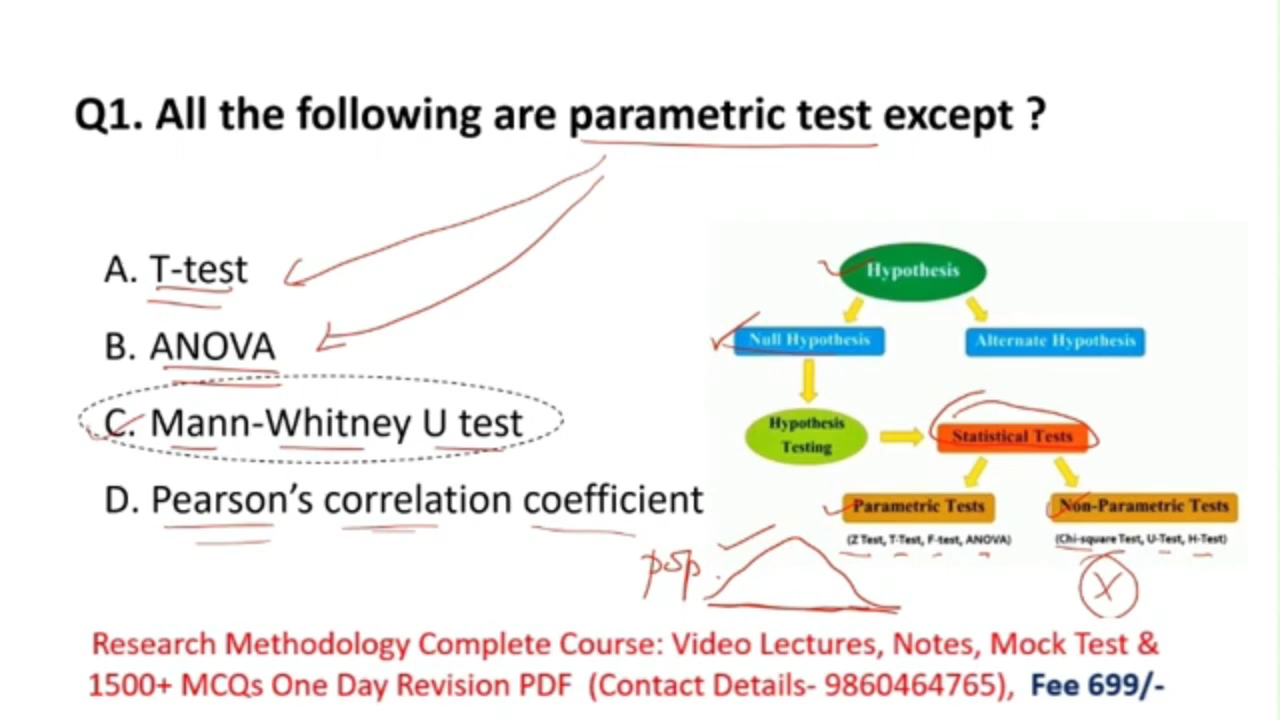 Q1. All the following are parametric test except ?
A. T-test
B. ANOVA
C. Mann-Whitney U test
D. Pearson's correlation coefficient
Hypothesis
Null Hypothesis
Alternate Hypothesis
Hypothesis
Testing
Statistical Tests
Parametric Tests
Non-Parametric Tests
(Z Test, T-Test, F-test, ANOVA)
(Chi-square Test, U-Test, H-Test)
pop.
X
Research Methodology Complete Course: Video Lectures, Notes, Mock Test &
1500+ MCQs One Day Revision PDF (Contact Details- 9860464765), Fee 699/-